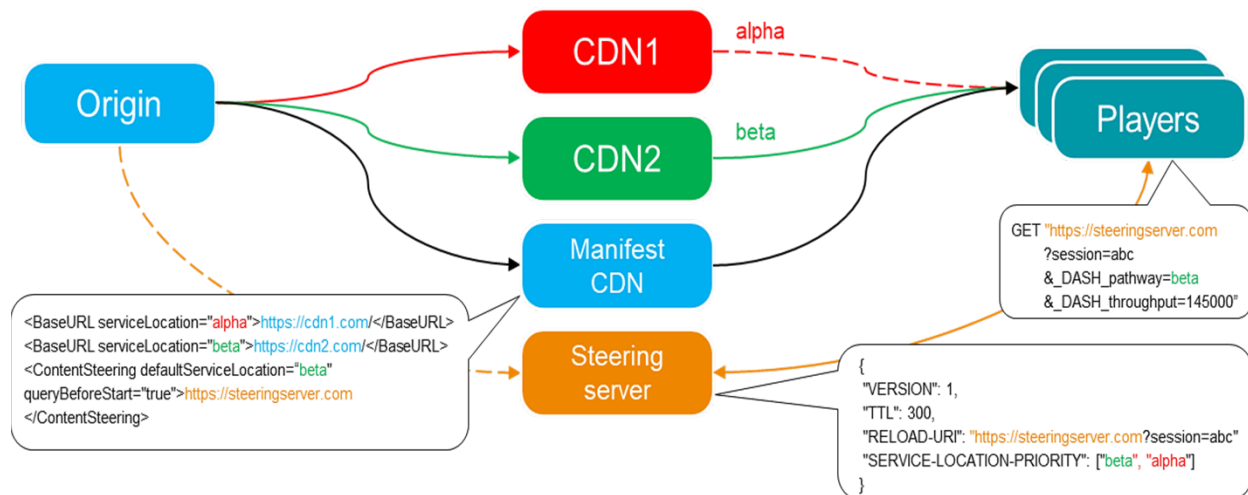 alpha
CDN1
Origin
Players
beta
CDN2
GET "https://steeringserver.com
?session=abc
&_DASH_pathway=beta
&_DASH_throughput=145000"
Manifest
CDN
<BaseURL serviceLocation="alpha">https://cdn1.com/</BaseURL>
<BaseURL serviceLocation="beta">https://cdn2.com/</BaseURL>
<ContentSteering defaultServiceLocation="beta"
queryBeforeStart="true">https://steeringserver.com
</ContentSteering>
Steering
server
{
"VERSION": 1,
"TTL": 300,
"RELOAD-URI": "https://steeringserver.com?session=abc"
"SERVICE-LOCATION-PRIORITY": ["beta", "alpha"]
}